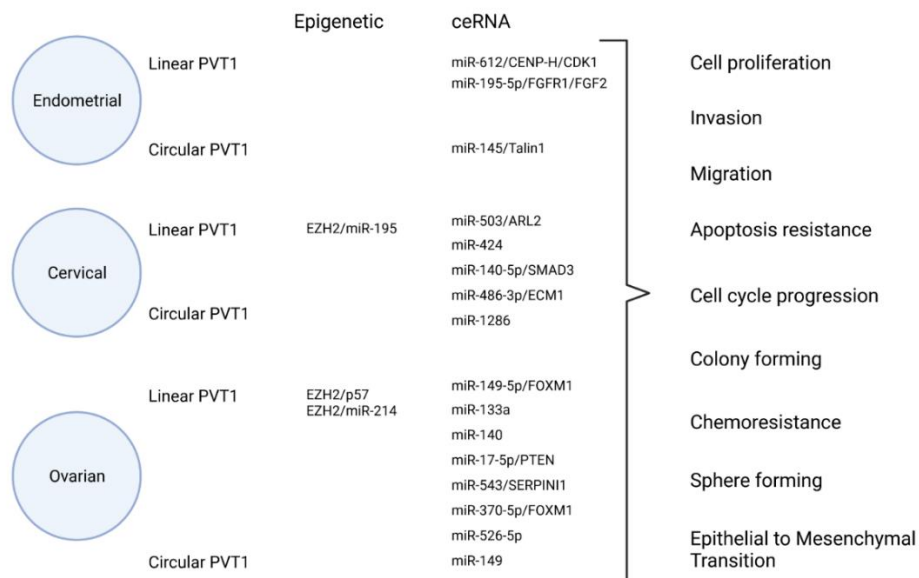 Epigenetic ceRNA
Linear PVT1 miR-612/CENP-H/CDK1 Cell proliferation
miR-195-5p/FGFR1/FGF2
Endometrial
Invasion
Circular PVT1 miR-145/Talin1
Migration
Linear PVT1 EZH2/miR-195 miR-503/ARL2 Apoptosis resistance
miR-424
Cervical miR-140-5p/SMAD3
miR-486-3p/ECM1 Cell cycle progression
Circular PVT1 miR-1286
Colony forming
Linear PVT1 EZH2/p57 miR-149-5p/FOXM1
EZH2/miR-214 miR-133a Chemoresistance
miR-140
miR-17-5p/PTEN
Ovarian miR-543/SERPINI1 Sphere forming
miR-370-5p/FOXM1
miR-526-5p Epithelial to Mesenchymal
Circular PVT1 miR-149 Transition